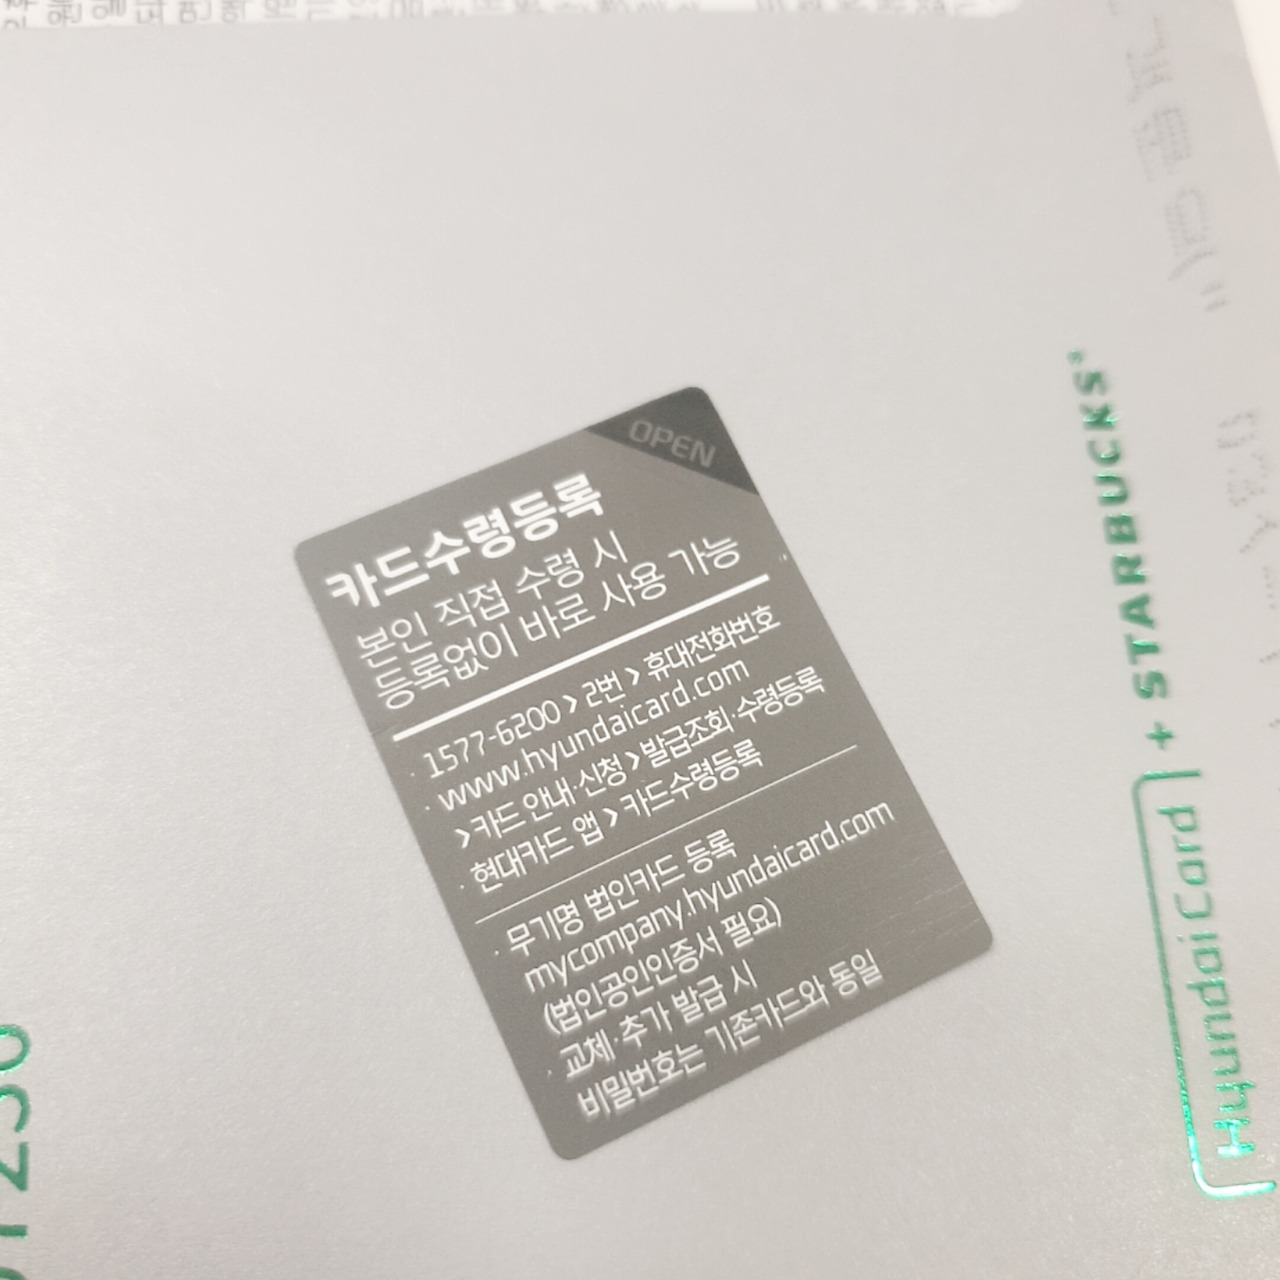 OPEN
카드수령등록
본인 직접 수령 시
등록없이 바로 사용 가능
· 1577-6200 > 2번 > 휴대전화번호
· www.hyundaicard.com
>카드 안내·신청 >발급조회·수령등록
· 현대카드 앱 > 카드수령등록
· 무기명 법인카드 등록
mycompany.hyundaicard.com
(법인공인인증서 필요)
· 교체·추가 발급 시
비밀번호는 기존카드와 동일
HyundaiCard + STARBUCKS®